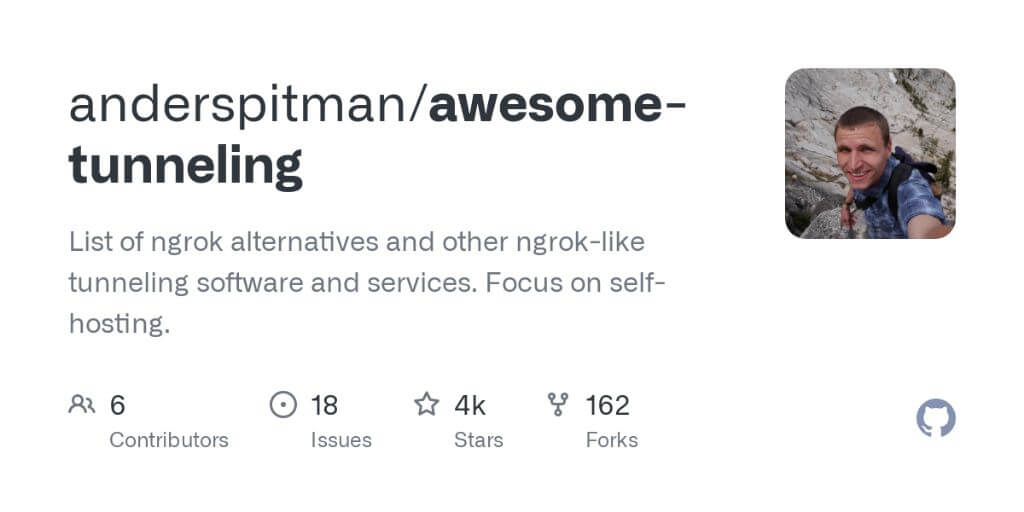 anderspitman/awesome-
tunneling
List of ngrok alternatives and other ngrok-like
tunneling software and services. Focus on self-
hosting.
6
Contributors
18
Issues
4k
Stars
162
Forks